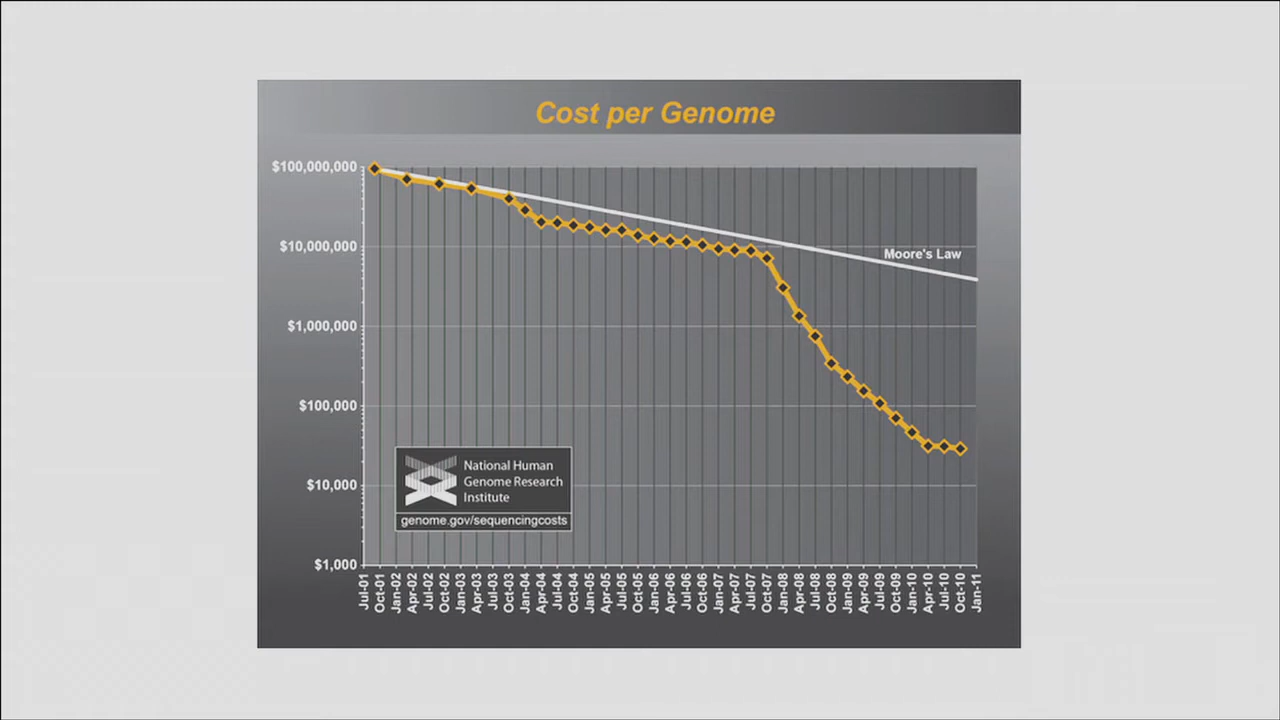 Cost per Genome
$100,000,000
$10,000,000
$1,000,000
$100,000
$10,000
$1,000
Moore's Law
National Human
Genome Research
Institute
genome.gov/sequencingcosts
Jul-01
Oct-01
Jan-02
Apr-02
Jul-02
Oct-02
Jan-03
Apr-03
Jul-03
Oct-03
Jan-04
Apr-04
Jul-04
Oct-04
Jan-05
Apr-05
Jul-05
Oct-05
Jan-06
Apr-06
Jul-06
Oct-06
Jan-07
Apr-07
Jul-07
Oct-07
Jan-08
Apr-08
Jul-08
Oct-08
Jan-09
Apr-09
Jul-09
Oct-09
Jan-10
Apr-10
Jul-10
Oct-10
Jan-11